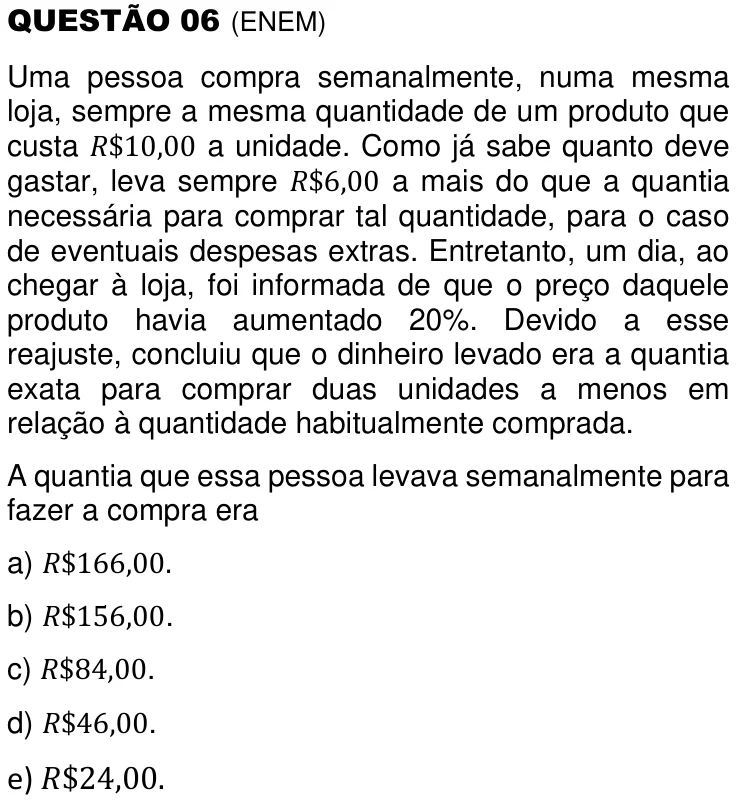 QUESTÃO 06 (ENEM)
Uma pessoa compra semanalmente, numa mesma
loja, sempre a mesma quantidade de um produto que
custa R$10,00 a unidade. Como já sabe quanto deve
gastar, leva sempre R$6,00 a mais do que a quantia
necessária para comprar tal quantidade, para o caso
de eventuais despesas extras. Entretanto, um dia, ao
chegar à loja, foi informada de que o preço daquele
produto havia aumentado 20%. Devido a esse
reajuste, concluiu que o dinheiro levado era a quantia
exata para comprar duas unidades a menos em
relação à quantidade habitualmente comprada.
A quantia que essa pessoa levava semanalmente para
fazer a compra era
a) R$166,00.
b) R$156,00.
c) R$84,00.
d) R$46,00.
e) R$24,00.